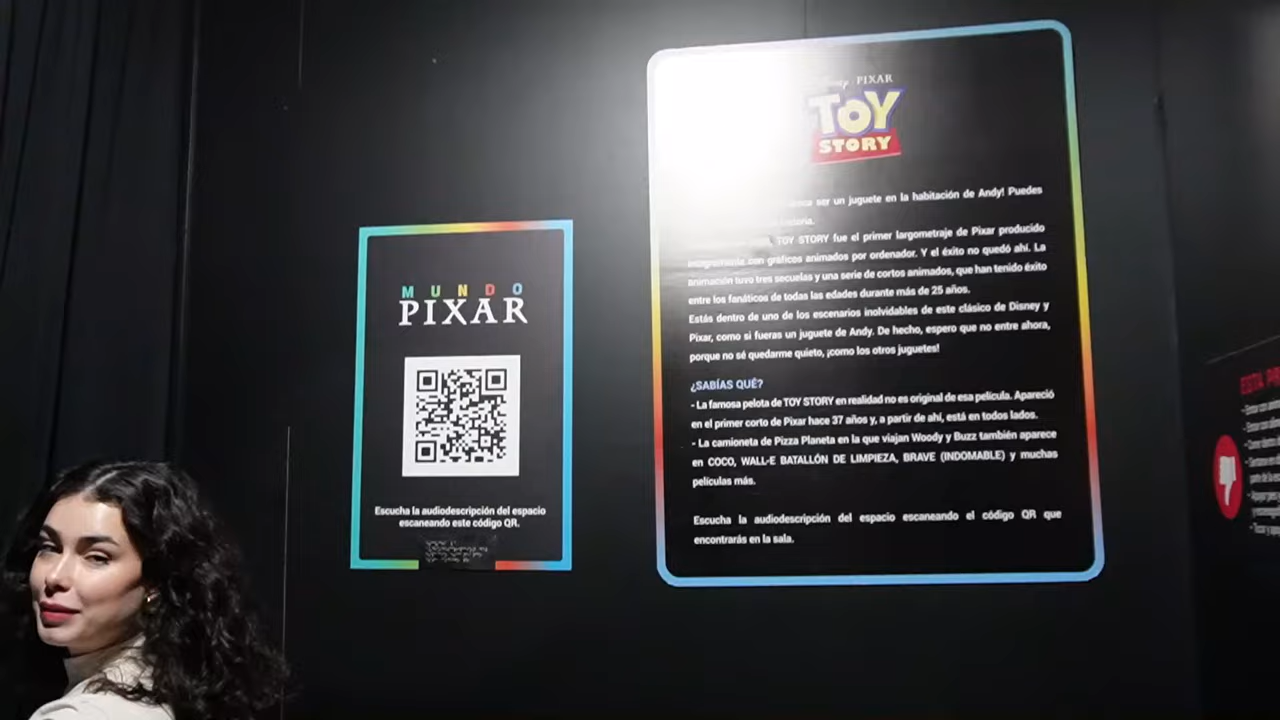 MUNDO
PIXAR
Escucha la audiodescripción del espacio
escaneando este código QR.
PIXAR
TOY
STORY
ser un juguete en la habitación de Andy! Puedes
TOY STORY fue el primer largometraje de Pixar producido
con gráficos animados por ordenador. Y el éxito no quedó ahí. La
animación tuvo tres secuelas y una serie de cortos animados, que han tenido éxito
entre los fanáticos de todas las edades durante más de 25 años.
Estás dentro de uno de los escenarios inolvidables de este clásico de Disney y
Pixar, como si fueras un juguete de Andy. De hecho, espero que no entre ahora,
porque no sé quedarme quieto, ¡como los otros juguetes!
¿SABÍAS QUÉ?
- La famosa pelota de TOY STORY en realidad no es original de esa película. Apareció
en el primer corto de Pixar hace 37 años y, a partir de ahí, está en todos lados.
- La camioneta de Pizza Planeta en la que viajan Woody y Buzz también aparece
en COCO, WALL-E BATALLÓN DE LIMPIEZA, BRAVE (INDOMABLE) y muchas
películas más.
Escucha la audiodescripción del espacio escaneando el código QR que
encontrarás en la sala.
ESTÁ